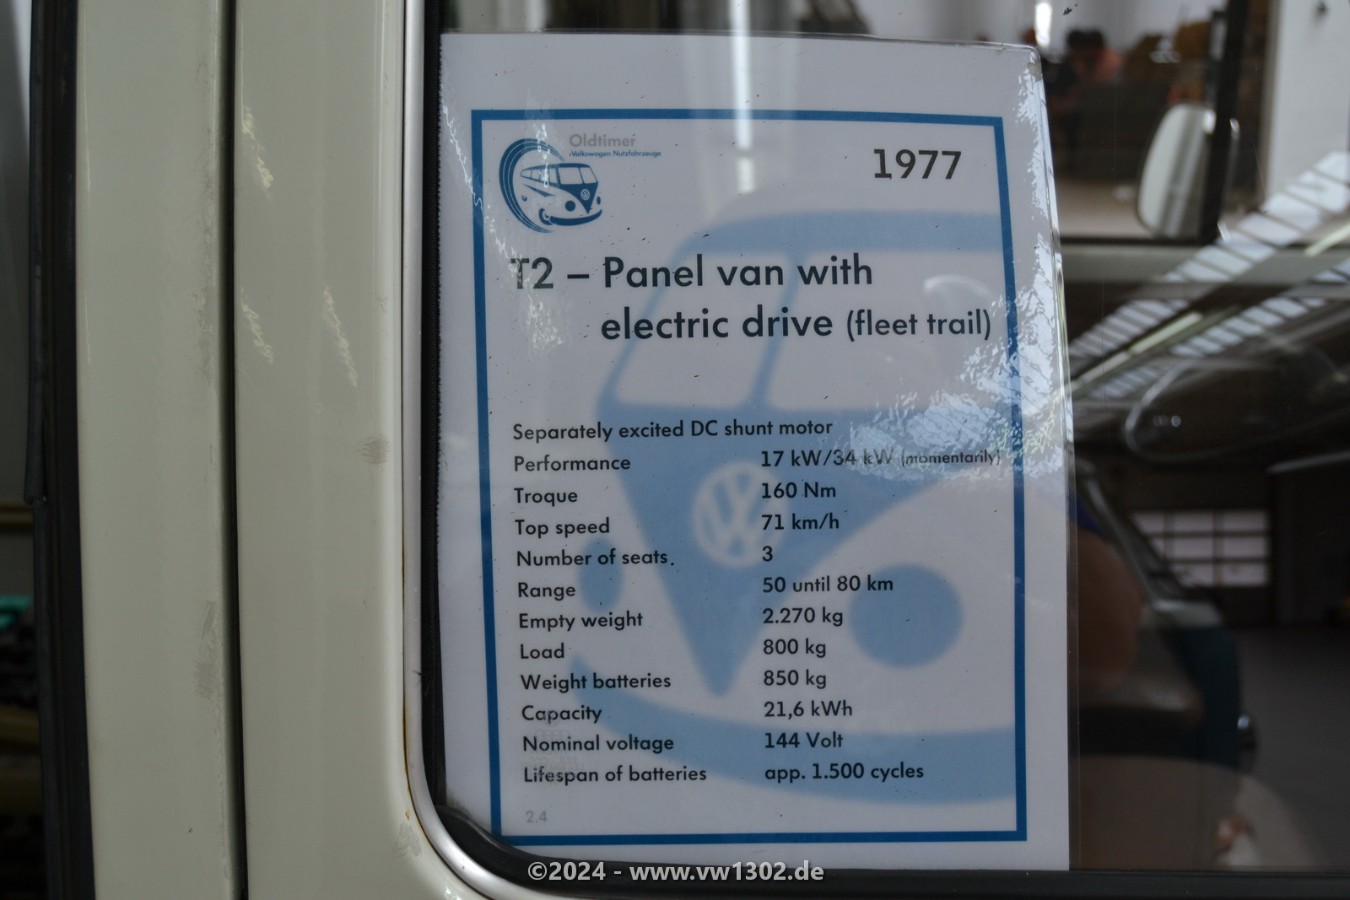 Oldtimer
Volkswagen Nutzfahrzeuge
1977
T2 – Panel van with
electric drive (fleet trail)
Separately excited DC shunt motor
Performance 17 kW/34 kW (momentarily)
Troque 160 Nm
Top speed 71 km/h
Number of seats. 3
Range 50 until 80 km
Empty weight 2.270 kg
Load 800 kg
Weight batteries 850 kg
Capacity 21,6 kWh
Nominal voltage 144 Volt
Lifespan of batteries app. 1.500 cycles
2.4
©2024 - www.vw1302.de